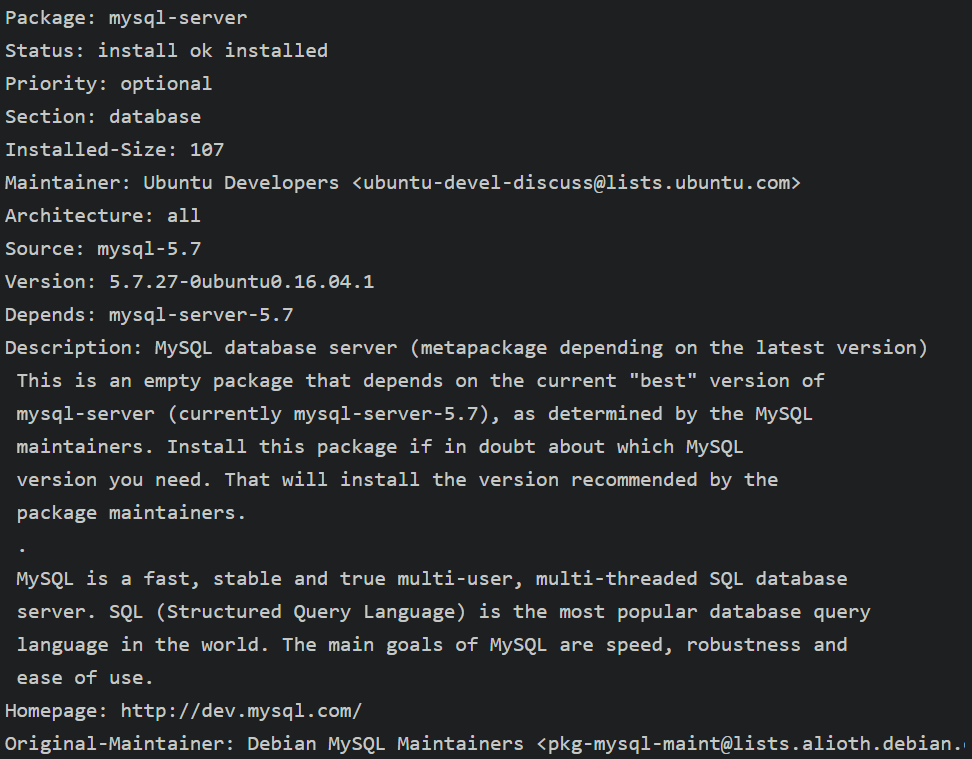 Package: mysql-server
Status: install ok installed
Priority: optional
Section: database
Installed-Size: 107
Maintainer: Ubuntu Developers <ubuntu-devel-discuss@lists.ubuntu.com>
Architecture: all
Source: mysql-5.7
Version: 5.7.27-0ubuntu0.16.04.1
Depends: mysql-server-5.7
Description: MySQL database server (metapackage depending on the latest version)
 This is an empty package that depends on the current "best" version of
 mysql-server (currently mysql-server-5.7), as determined by the MySQL
 maintainers. Install this package if in doubt about which MySQL
 version you need. That will install the version recommended by the
 package maintainers.
 .
 MySQL is a fast, stable and true multi-user, multi-threaded SQL database
 server. SQL (Structured Query Language) is the most popular database query
 language in the world. The main goals of MySQL are speed, robustness and
 ease of use.
Homepage: http://dev.mysql.com/
Original-Maintainer: Debian MySQL Maintainers <pkg-mysql-maint@lists.alioth.debian.